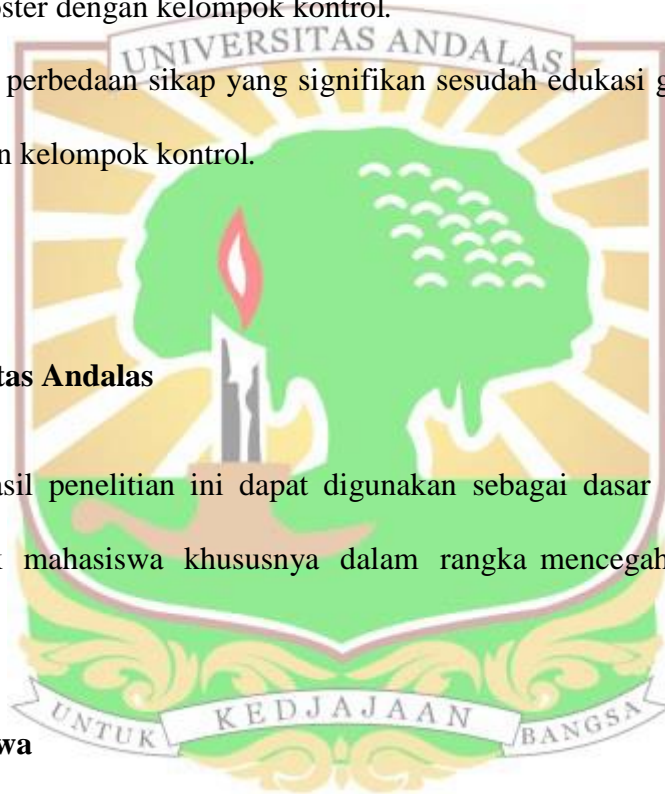 oster dengan kelompok kontrol.
UNIVERSITAS ANDALAS
perbedaan sikap yang signifikan sesudah edukasi g
n kelompok kontrol.
tas Andalas
asil penelitian ini dapat digunakan sebagai dasar
k mahasiswa khususnya dalam rangka mencegah
UNTUK KEDJAJAAN BANGSA
wa